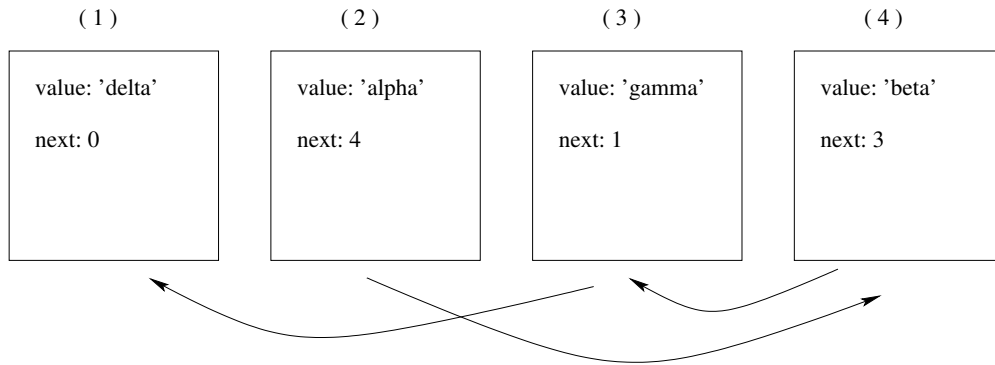 ( 1 )
( 2 )
( 3 )
( 4 )
value: ’delta’
next: 0
value: ’alpha’
next: 4
value: ’gamma’
next: 1
value: ’beta’
next: 3